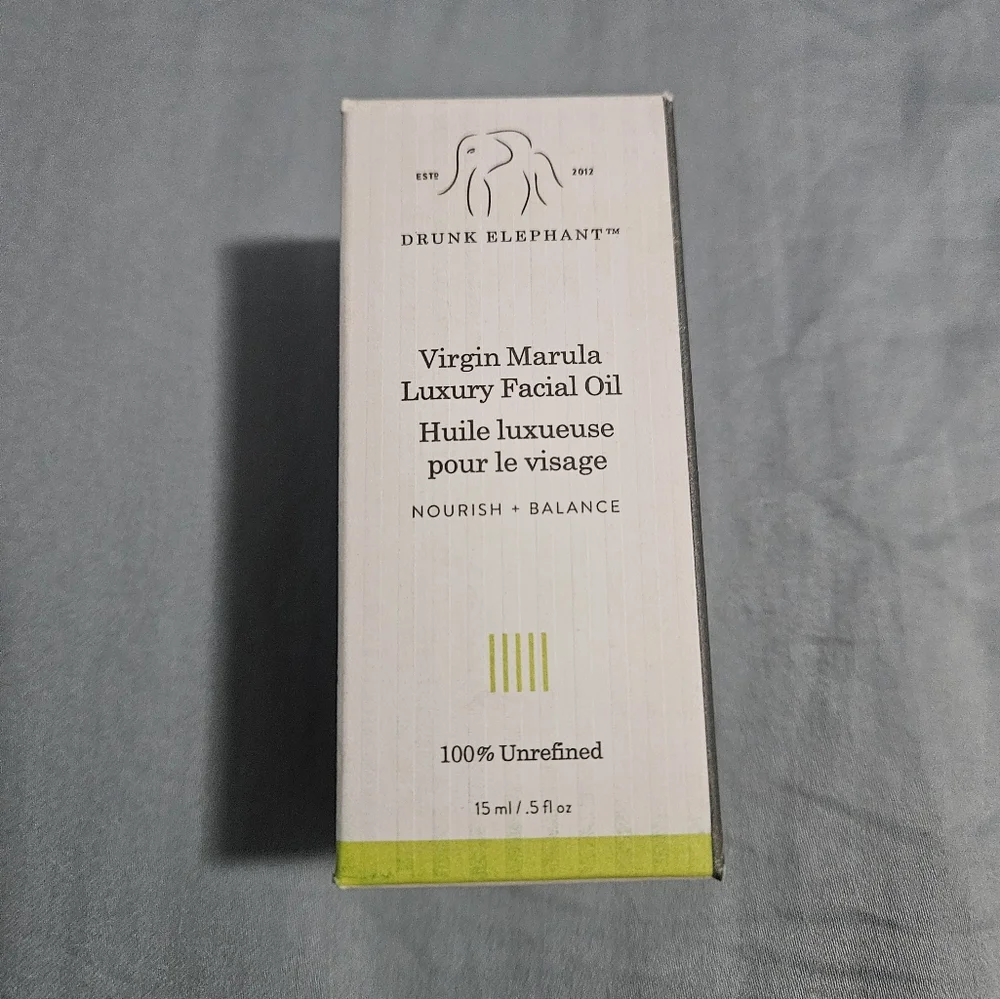 ESTD 2012
DRUNK ELEPHANT™
Virgin Marula
Luxury Facial Oil
Huile luxueuse
pour le visage
NOURISH + BALANCE
100% Unrefined
15 ml / .5 fl oz